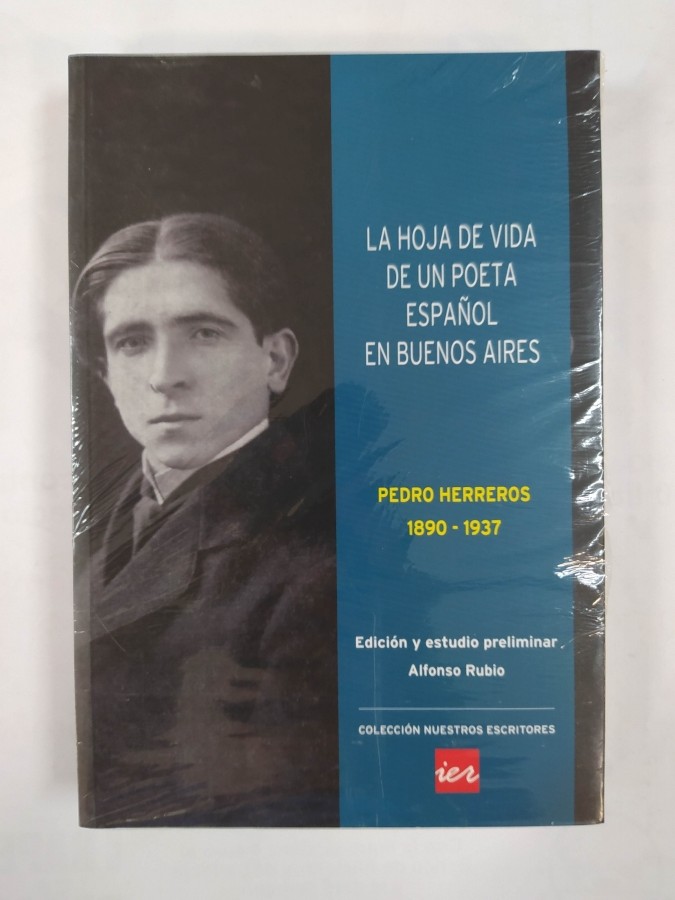 LA HOJA DE VIDA
DE UN POETA
ESPAÑOL
EN BUENOS AIRES
PEDRO HERREROS
1890 - 1937
Edición y estudio preliminar
Alfonso Rubio
COLECCIÓN NUESTROS ESCRITORES
ier